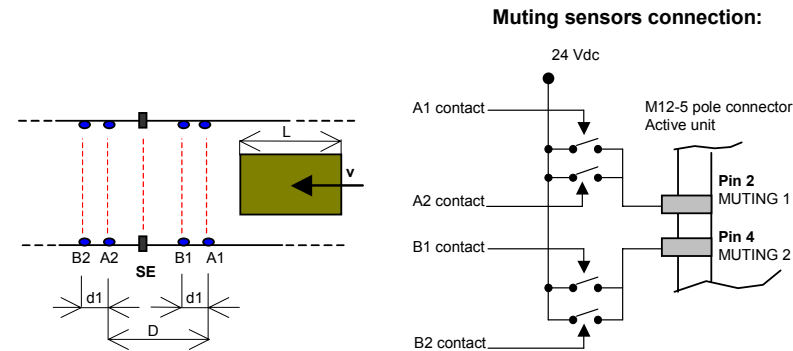 Muting sensors connection:
24 Vdc
A1 contact
M12-5 pole connector
Active unit
L
v
A2 contact
Pin 2
MUTING 1
B1 contact
Pin 4
MUTING 2
B2 A2 B1 A1
SE
d1 d1
D
B2 contact